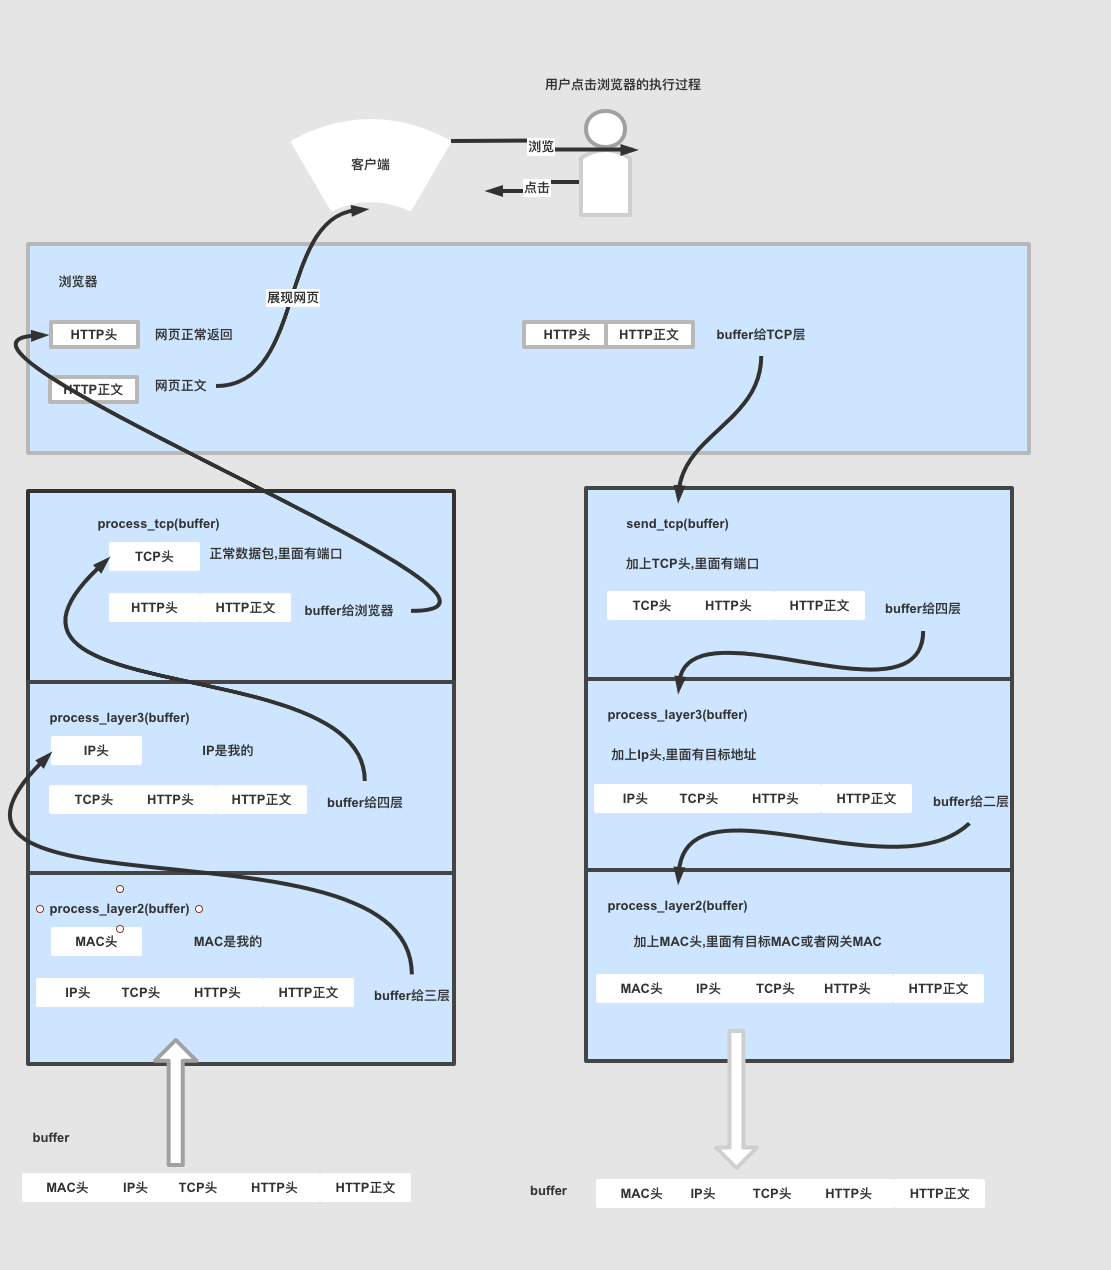 用户点击浏览器的执行过程
客户端
浏览
点击
浏览器
展现网页
HTTP头 网页正常返回
HTTP正文 网页正文
HTTP头 HTTP正文 buffer给TCP层
process_tcp(buffer)
TCP头 正常数据包,里面有端口
HTTP头 HTTP正文 buffer给浏览器
process_layer3(buffer)
IP头 IP是我的
TCP头 HTTP头 HTTP正文 buffer给四层
process_layer2(buffer)
MAC头 MAC是我的
IP头 TCP头 HTTP头 HTTP正文 buffer给三层
buffer
MAC头 IP头 TCP头 HTTP头 HTTP正文
send_tcp(buffer)
加上TCP头,里面有端口
TCP头 HTTP头 HTTP正文 buffer给四层
process_layer3(buffer)
加上Ip头,里面有目标地址
IP头 TCP头 HTTP头 HTTP正文 buffer给二层
process_layer2(buffer)
加上MAC头,里面有目标MAC或者网关MAC
MAC头 IP头 TCP头 HTTP头 HTTP正文
buffer MAC头 IP头 TCP头 HTTP头 HTTP正文